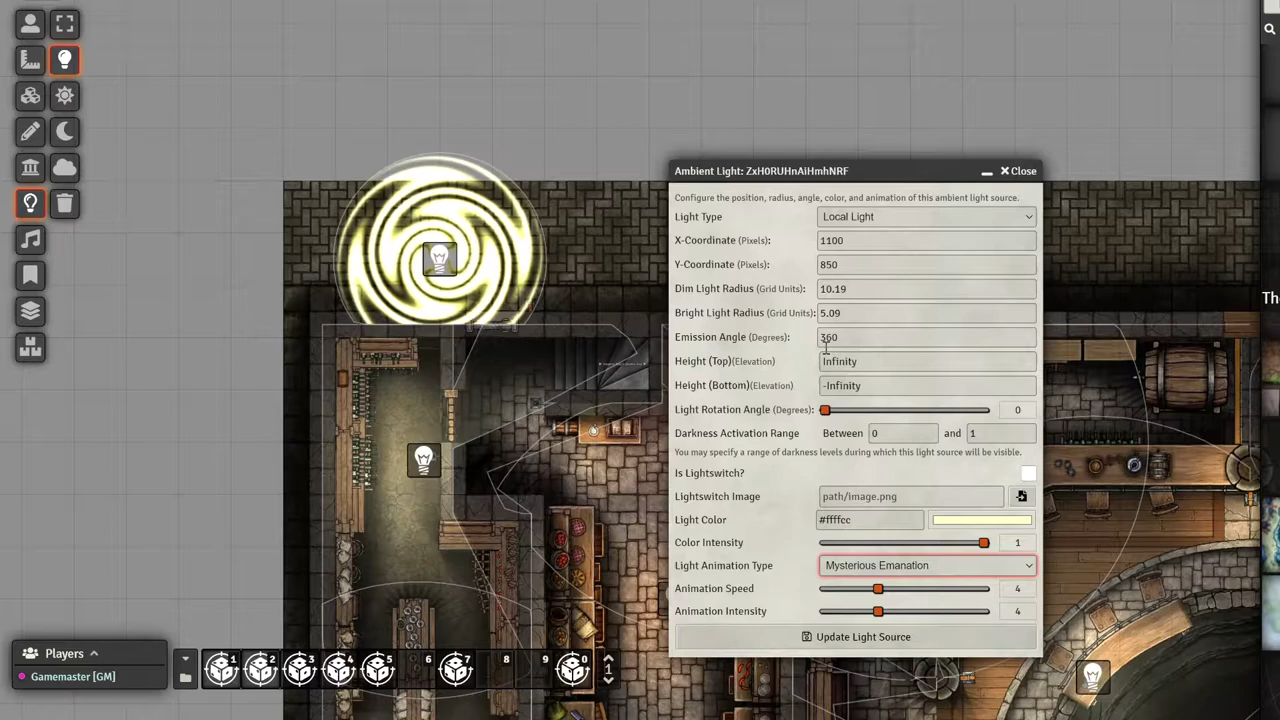 Ambient Light: ZxH0RUHnAiHmhNRF
Close
Configure the position, radius, angle, color, and animation of this ambient light source.
Light Type Local Light
X-Coordinate (Pixels): 1100
Y-Coordinate (Pixels): 850
Dim Light Radius (Grid Units): 10.19
Bright Light Radius (Grid Units): 5.09
Emission Angle (Degrees): 360
Height (Top)(Elevation) Infinity
Height (Bottom)(Elevation) -Infinity
Light Rotation Angle (Degrees): 0
Darkness Activation Range Between 0 and 1
You may specify a range of darkness levels during which this light source will be visible.
Is Lightswitch?
Lightswitch Image path/image.png
Light Color #ffffcc
Color Intensity 1
Light Animation Type Mysterious Emanation
Animation Speed 4
Animation Intensity 4
Update Light Source
The
Players
Gamemaster [GM]
1 2 3 4 5 6 7 8 9 0
1